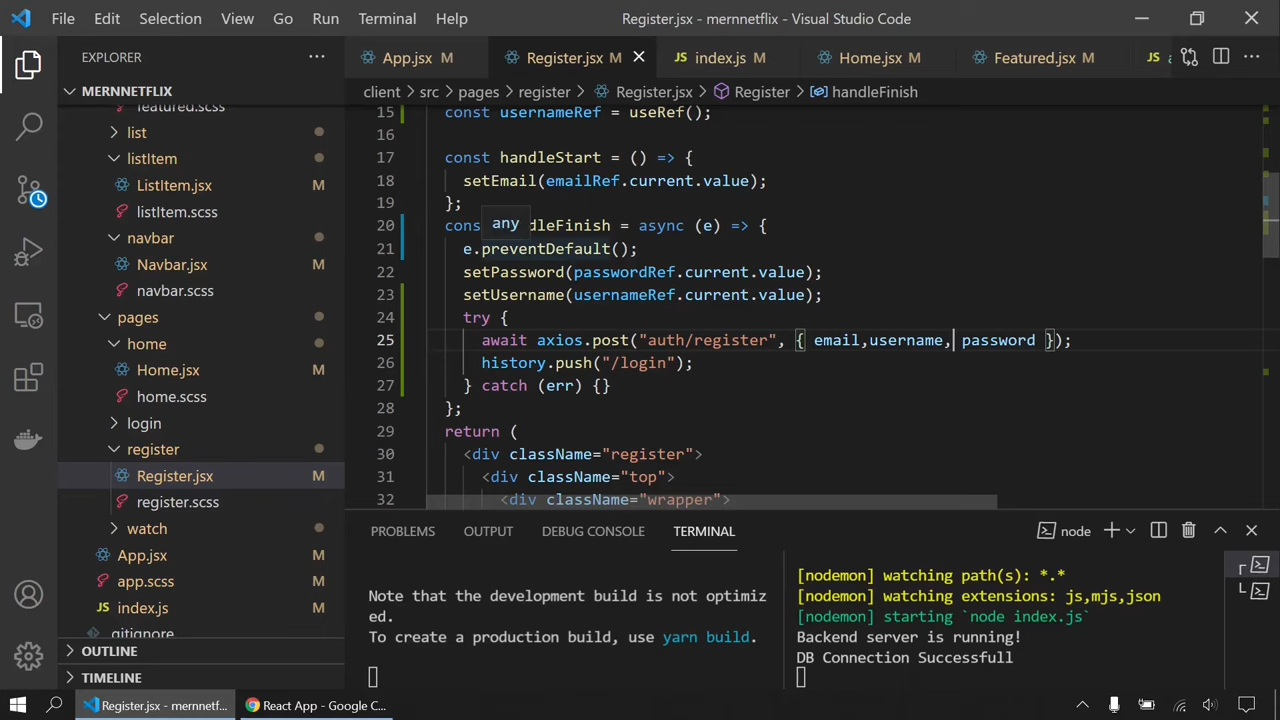 File Edit Selection View Go Run Terminal Help Register.jsx - mernnetflix - Visual Studio Code
EXPLORER
MERNNETFLIX
featured.scss
list
listItem
ListItem.jsx M
listItem.scss
navbar
Navbar.jsx M
navbar.scss
pages
home
Home.jsx M
home.scss
login
register
Register.jsx M
register.scss
watch
App.jsx M
app.scss M
JS index.js M
.gitignore
OUTLINE
TIMELINE
App.jsx M Register.jsx M JS index.js M Home.jsx M Featured.jsx M JS
client > src > pages > register > Register.jsx > Register > handleFinish
15 const usernameRef = useRef();
16
17 const handleStart = () => {
18 setEmail(emailRef.current.value);
19 };
any
20 cons dleFinish = async (e) => {
21 e.preventDefault();
22 setPassword(passwordRef.current.value);
23 setUsername(usernameRef.current.value);
24 try {
25 await axios.post("auth/register", { email,username, password });
26 history.push("/login");
27 } catch (err) {}
28 };
29 return (
30 <div className="register">
31 <div className="top">
32 <div className="wrapper">
PROBLEMS OUTPUT DEBUG CONSOLE TERMINAL node
Note that the development build is not optimiz
ed.
To create a production build, use yarn build.
[nodemon] watching path(s): *.*
[nodemon] watching extensions: js,mjs,json
[nodemon] starting `node index.js`
Backend server is running!
DB Connection Successfull
Register.jsx - mernnetf... React App - Google C...